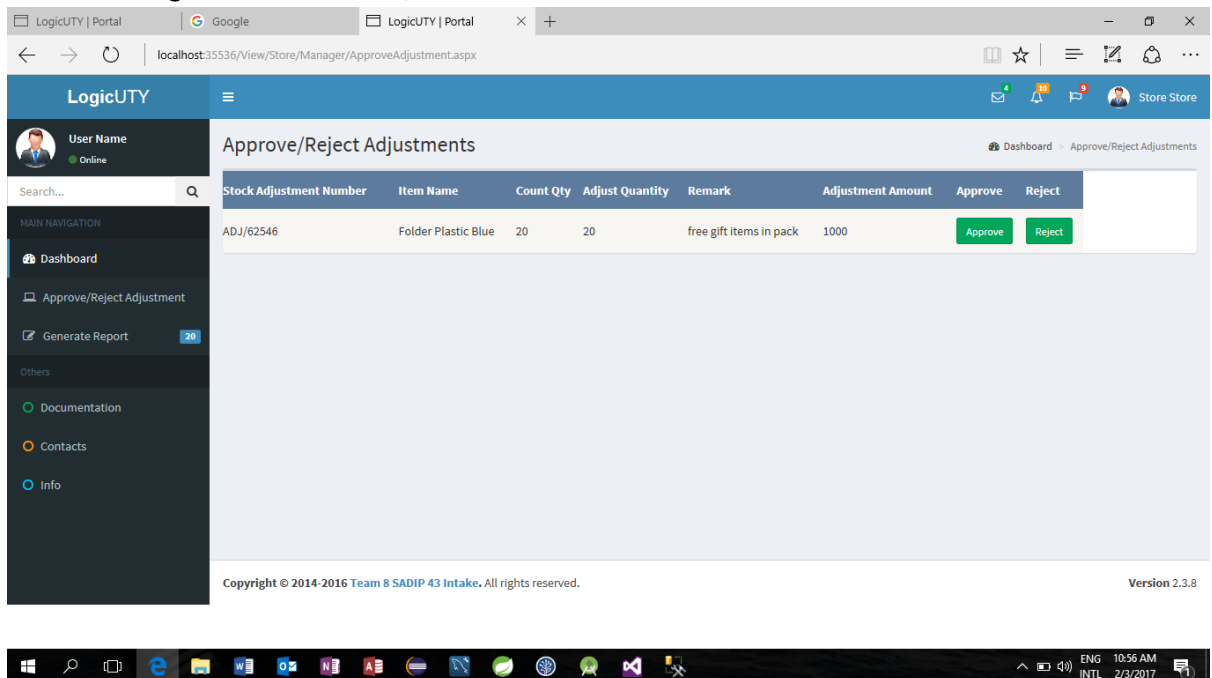 LogicUTY | Portal
Google
LogicUTY | Portal
localhost:35536/View/Store/Manager/ApproveAdjustment.aspx
LogicUTY
4
10
9
Store Store
User Name
Online
Approve/Reject Adjustments
Dashboard > Approve/Reject Adjustments
Search...
Stock Adjustment Number Item Name Count Qty Adjust Quantity Remark Adjustment Amount Approve Reject
ADJ/62546 Folder Plastic Blue 20 20 free gift items in pack 1000 Approve Reject
MAIN NAVIGATION
Dashboard
Approve/Reject Adjustment
Generate Report 20
Others
Documentation
Contacts
Info
Copyright © 2014-2016 Team 8 SADIP 43 Intake. All rights reserved.
Version 2.3.8
ENG 10:56 AM
INTL 2/3/2017